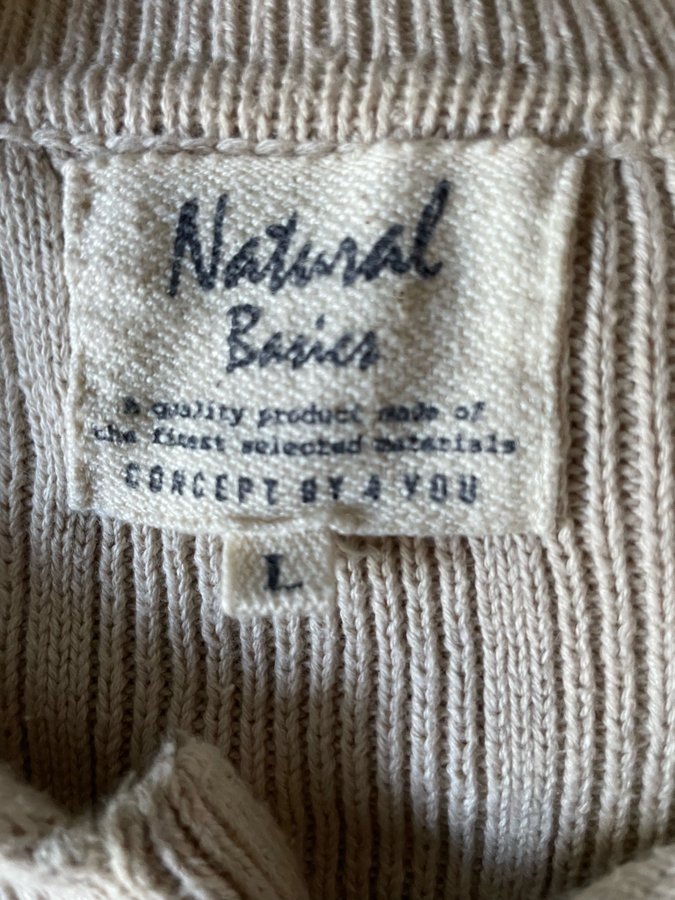 Natural
Basics
A quality product made of
the finest selected materials
CONCEPT BY 4 YOU
L